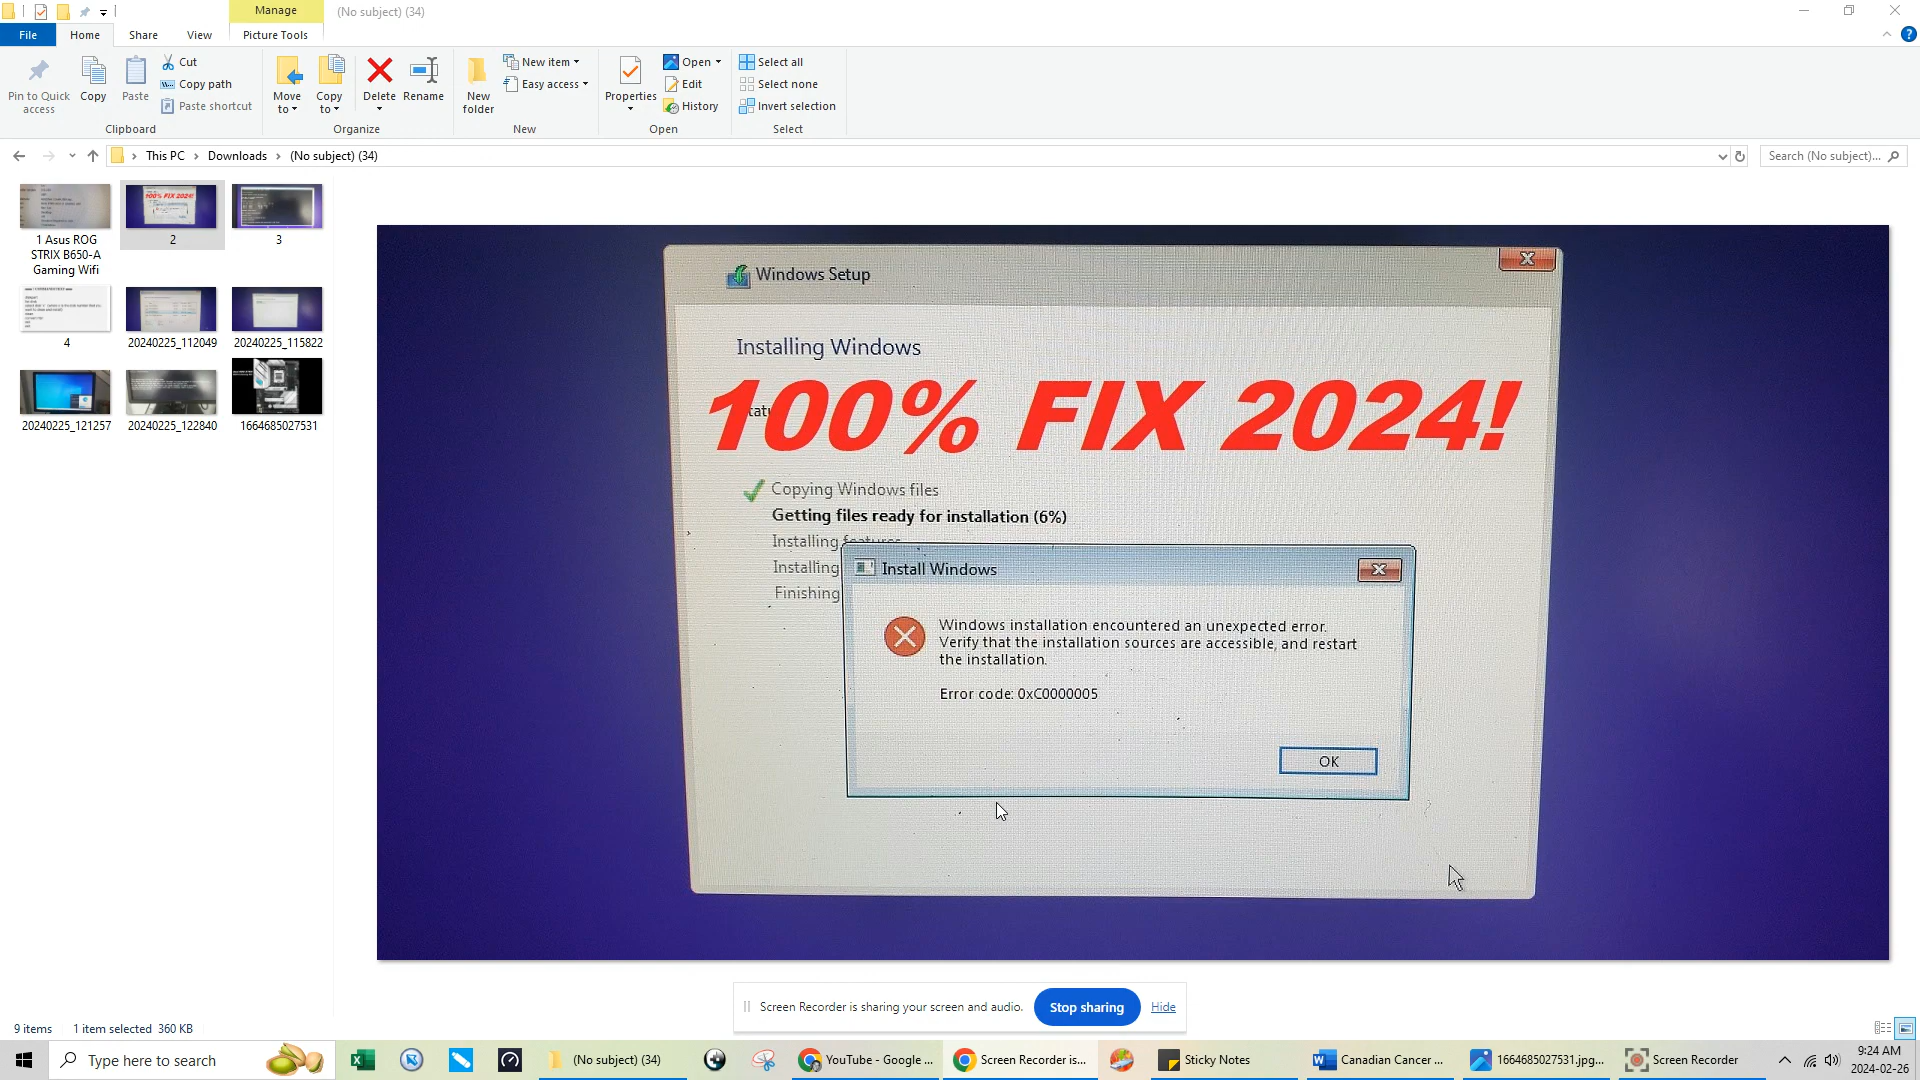 Manage
(No subject) (34)
File
Home
Share
View
Picture Tools
Pin to Quick access
Copy
Paste
Cut
Copy path
Paste shortcut
Move to
Copy to
Delete
Rename
New folder
New item
Easy access
Properties
Open
Edit
History
Select all
Select none
Invert selection
Clipboard
Organize
New
Open
Select
This PC
Downloads
(No subject) (34)
Search (No subject)...
100% FIX 2024!
1 Asus ROG
STRIX B650-A
Gaming Wifi
2
3
4
20240225_112049
20240225_115822
20240225_121257
20240225_122840
1664685027531
Windows Setup
Installing Windows
100% FIX 2024!
Copying Windows files
Getting files ready for installation (6%)
Installing features
Installing
Finishing
Install Windows
Windows installation encountered an unexpected error.
Verify that the installation sources are accessible, and restart
the installation.
Error code: 0xC0000005
OK
Screen Recorder is sharing your screen and audio.
Stop sharing
Hide
9 items
1 item selected 360 KB
Type here to search
(No subject) (34)
YouTube - Google ...
Screen Recorder is...
Sticky Notes
Canadian Cancer ...
1664685027531.jpg...
Screen Recorder
9:24 AM
2024-02-26